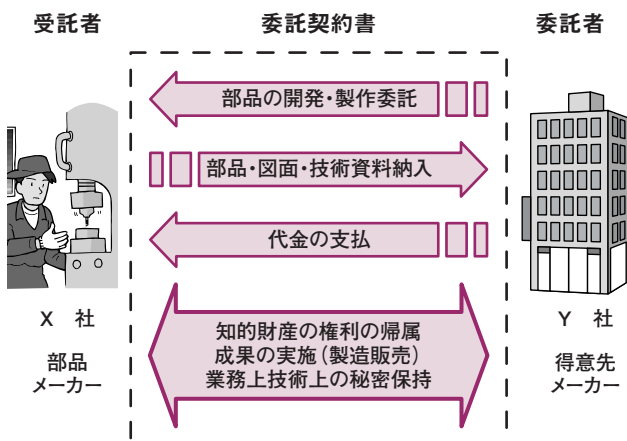 受託者
委託契約書
委託者
部品の開発・製作委託
部品・図面・技術資料納入
代金の支払
知的財産の権利の帰属
成果の実施(製造販売)
業務上技術上の秘密保持
X 社
部品
メーカー
Y 社
得意先
メーカー